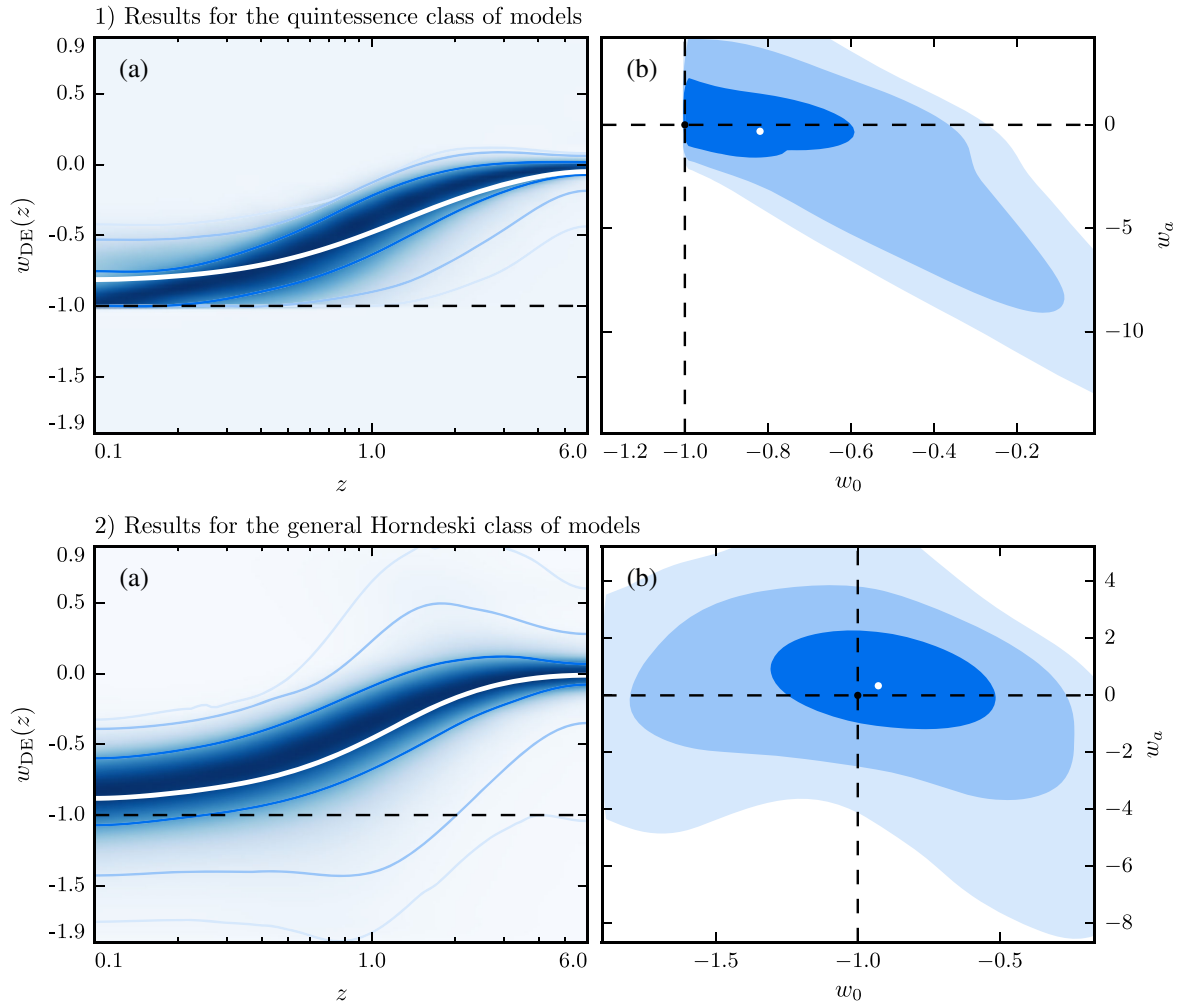 1) Results for the quintessence class of models
(a)
0.9
0.5
0.0
-0.5
-1.0
-1.5
-1.9
w_DE(z)
0.1
1.0
6.0
z
(b)
0
−5
−10
w_a
−1.2
−1.0
−0.8
−0.6
−0.4
−0.2
w_0
2) Results for the general Horndeski class of models
(a)
0.9
0.5
0.0
-0.5
-1.0
-1.5
-1.9
w_DE(z)
0.1
1.0
6.0
z
(b)
4
2
0
−2
−4
−6
−8
w_a
−1.5
−1.0
−0.5
w_0